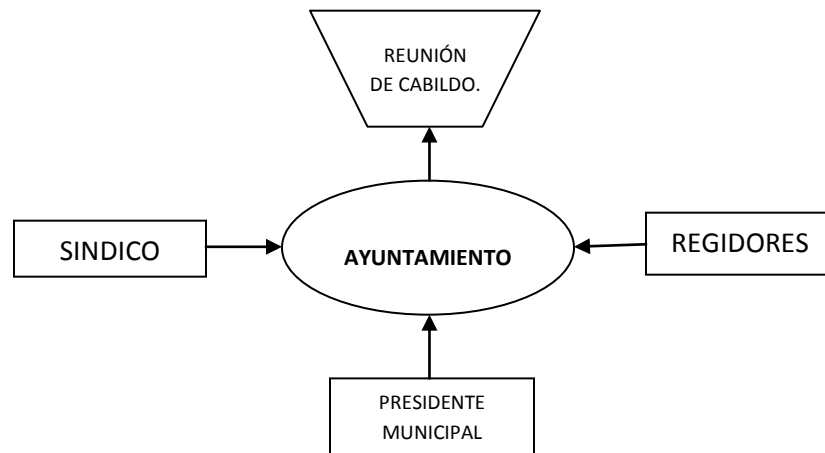 REUNIÓN
DE CABILDO.
SINDICO
AYUNTAMIENTO
REGIDORES
PRESIDENTE
MUNICIPAL